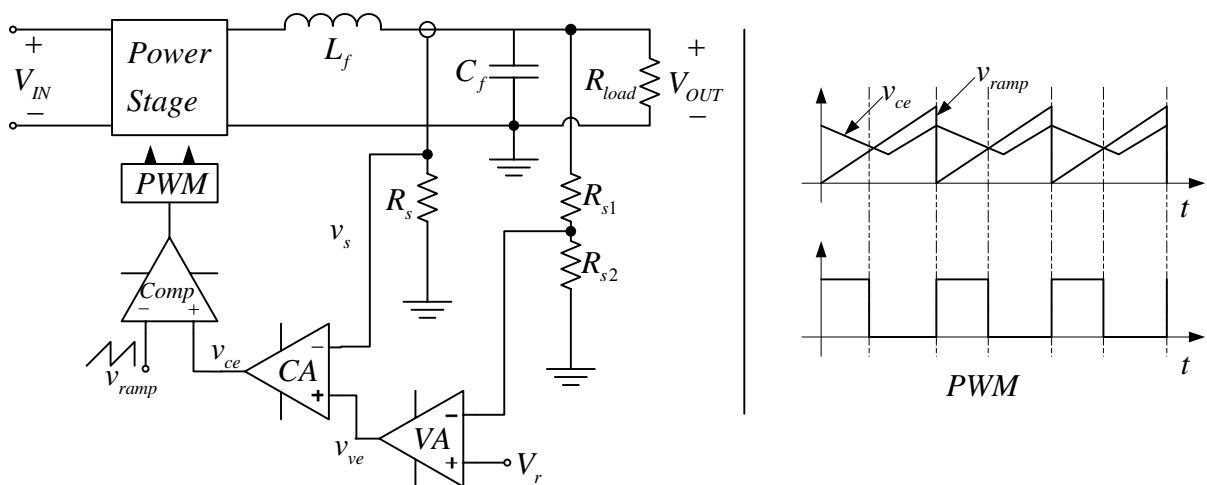 +
V_IN
−
Power
Stage
L_f
C_f
R_load
+
V_OUT
−
PWM
R_s
v_s
R_s1
R_s2
Comp
−
+
v_ramp
v_ce
CA
−
+
v_ve
VA
−
+
V_r
v_ce
v_ramp
t
t
PWM